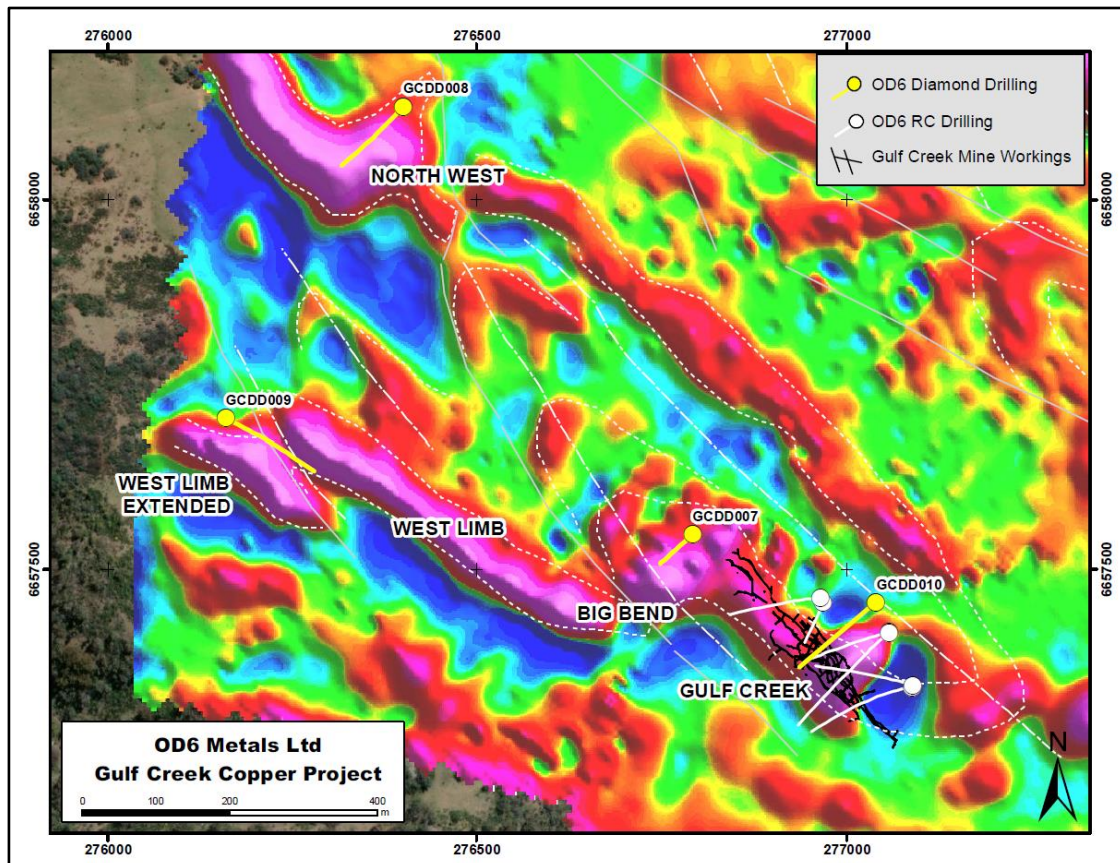 276000
276500
277000
OD6 Diamond Drilling
OD6 RC Drilling
Gulf Creek Mine Workings
GCDD008
NORTH WEST
6658000
6658000
GCDD009
WEST LIMB
EXTENDED
WEST LIMB
GCDD007
6657500
6657500
BIG BEND
GCDD010
GULF CREEK
OD6 Metals Ltd
Gulf Creek Copper Project
0 100 200 400
m
N
276000
276500
277000